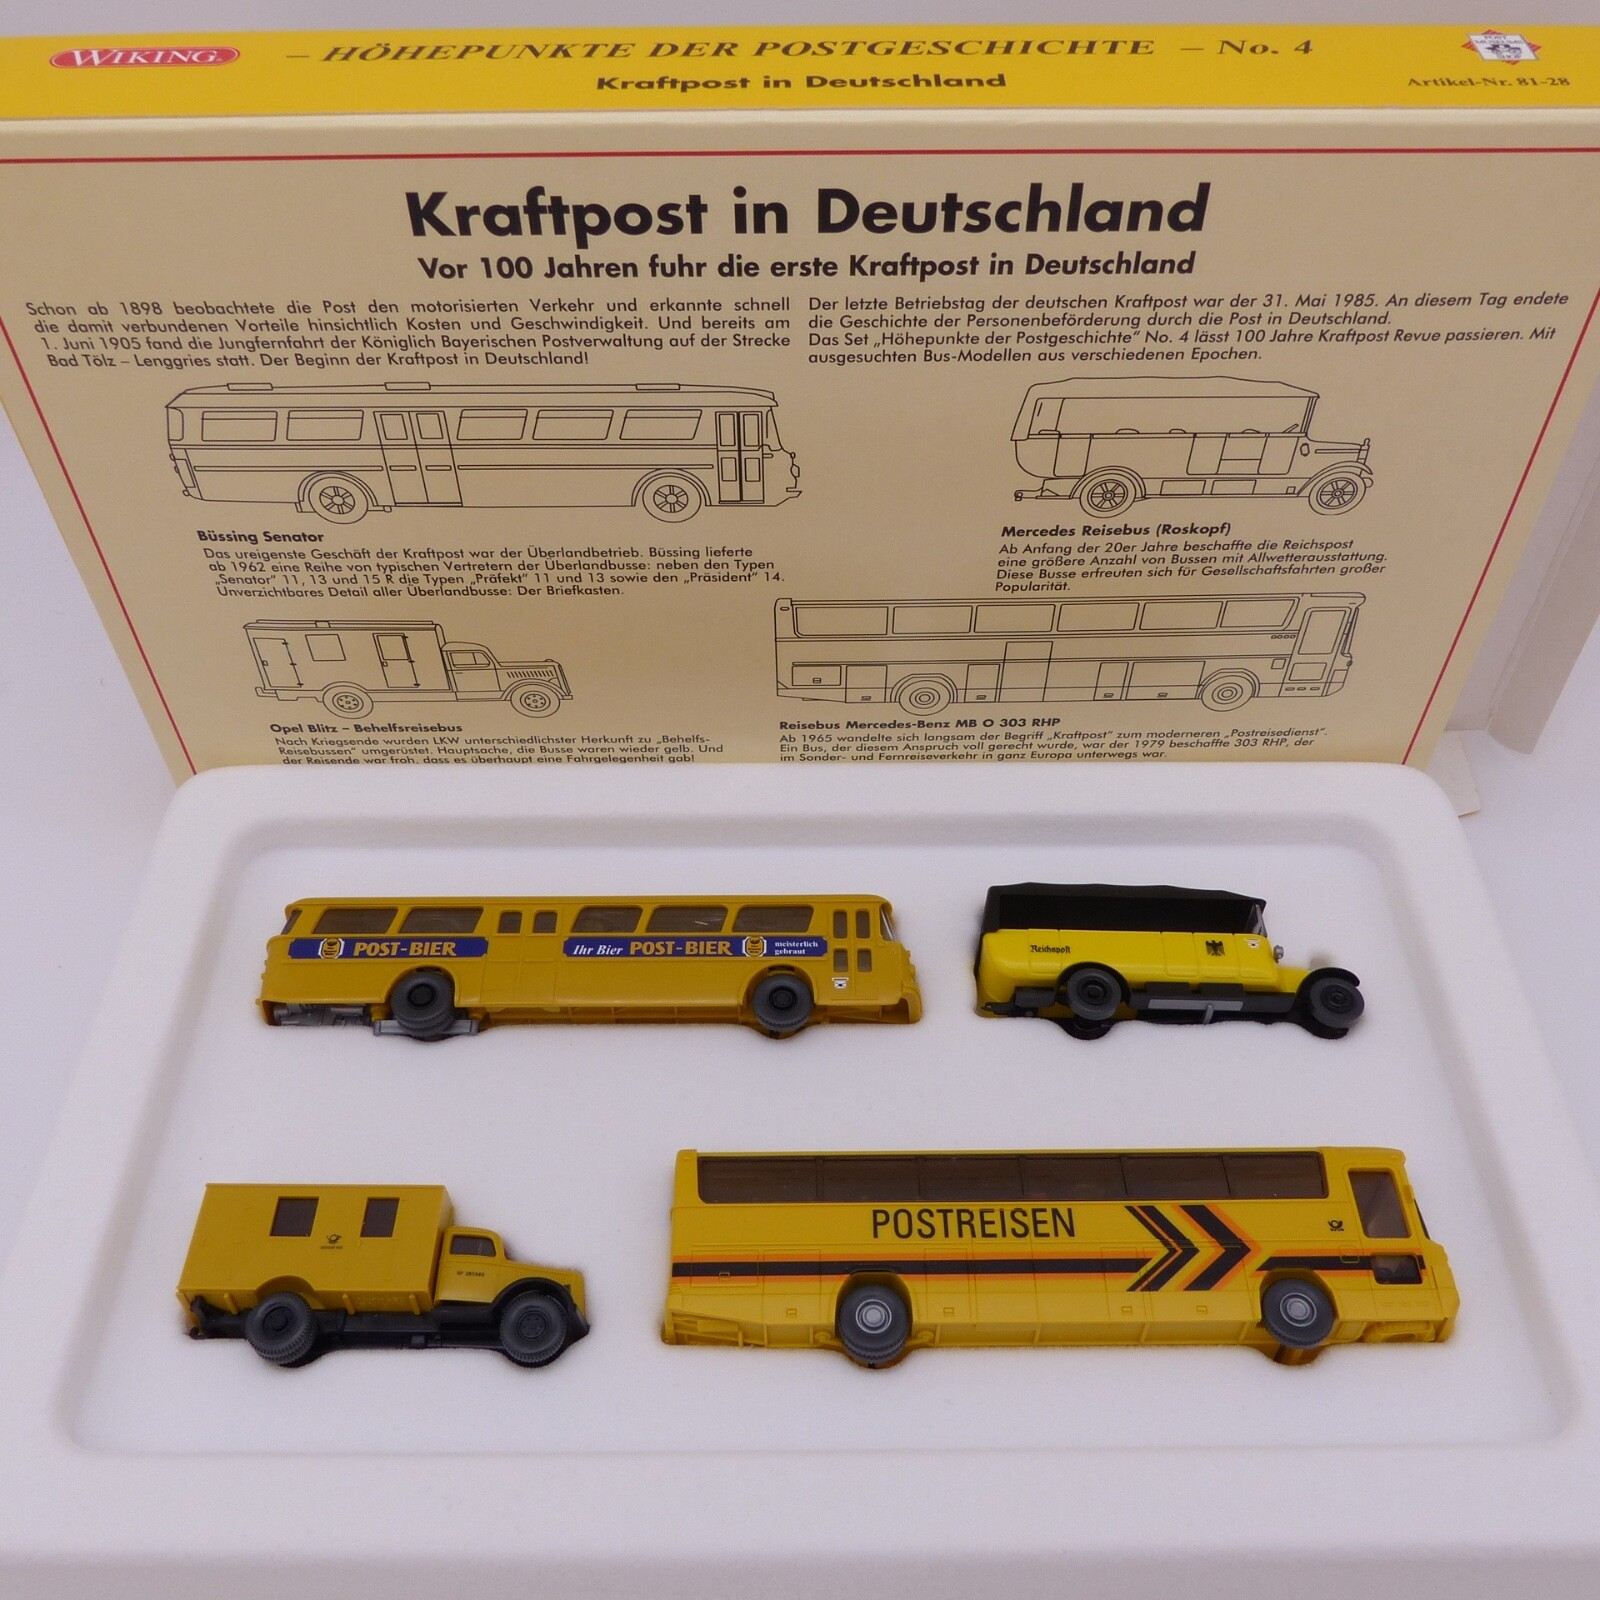 WIKING
– HÖHEPUNKTE DER POSTGESCHICHTE – No. 4
Kraftpost in Deutschland
Artikel-Nr. 81-28
Kraftpost in Deutschland
Vor 100 Jahren fuhr die erste Kraftpost in Deutschland
Schon ab 1898 beobachtete die Post den motorisierten Verkehr und erkannte schnell
die damit verbundenen Vorteile hinsichtlich Kosten und Geschwindigkeit. Und bereits am
1. Juni 1905 fand die Jungfernfahrt der Königlich Bayerischen Postverwaltung auf der Strecke
Bad Tölz – Lenggries statt. Der Beginn der Kraftpost in Deutschland!
Der letzte Betriebstag der deutschen Kraftpost war der 31. Mai 1985. An diesem Tag endete
die Geschichte der Personenbeförderung durch die Post in Deutschland.
Das Set „Höhepunkte der Postgeschichte" No. 4 lässt 100 Jahre Kraftpost Revue passieren. Mit
ausgesuchten Bus-Modellen aus verschiedenen Epochen.
Büssing Senator
Das ureigenste Geschäft der Kraftpost war der Überlandbetrieb. Büssing lieferte
ab 1962 eine Reihe von typischen Vertretern der Überlandbusse: neben den Typen
„Senator" 11, 13 und 15 R die Typen „Präfekt" 11 und 13 sowie den „Präsident" 14.
Unverzichtbares Detail aller Überlandbusse: Der Briefkasten.
Mercedes Reisebus (Roskopf)
Ab Anfang der 20er Jahre beschaffte die Reichspost
eine größere Anzahl von Bussen mit Allwetterausstattung.
Diese Busse erfreuten sich für Gesellschaftsfahrten großer
Popularität.
Opel Blitz – Behelfsreisebus
Nach Kriegsende wurden LKW unterschiedlichster Herkunft zu „Behelfs-
Reisebussen" umgerüstet. Hauptsache, die Busse waren wieder gelb. Und
der Reisende war froh, dass es überhaupt eine Fahrgelegenheit gab!
Reisebus Mercedes-Benz MB O 303 RHP
Ab 1965 wandelte sich langsam der Begriff „Kraftpost" zum moderneren „Postreisedienst".
Ein Bus, der diesem Anspruch voll gerecht wurde, war der 1979 beschaffte 303 RHP, der
im Sonder- und Fernreiseverkehr in ganz Europa unterwegs war.
POST-BIER
Ihr Bier POST-BIER
meisterlich
gebraut
Reichspost
POSTREISEN